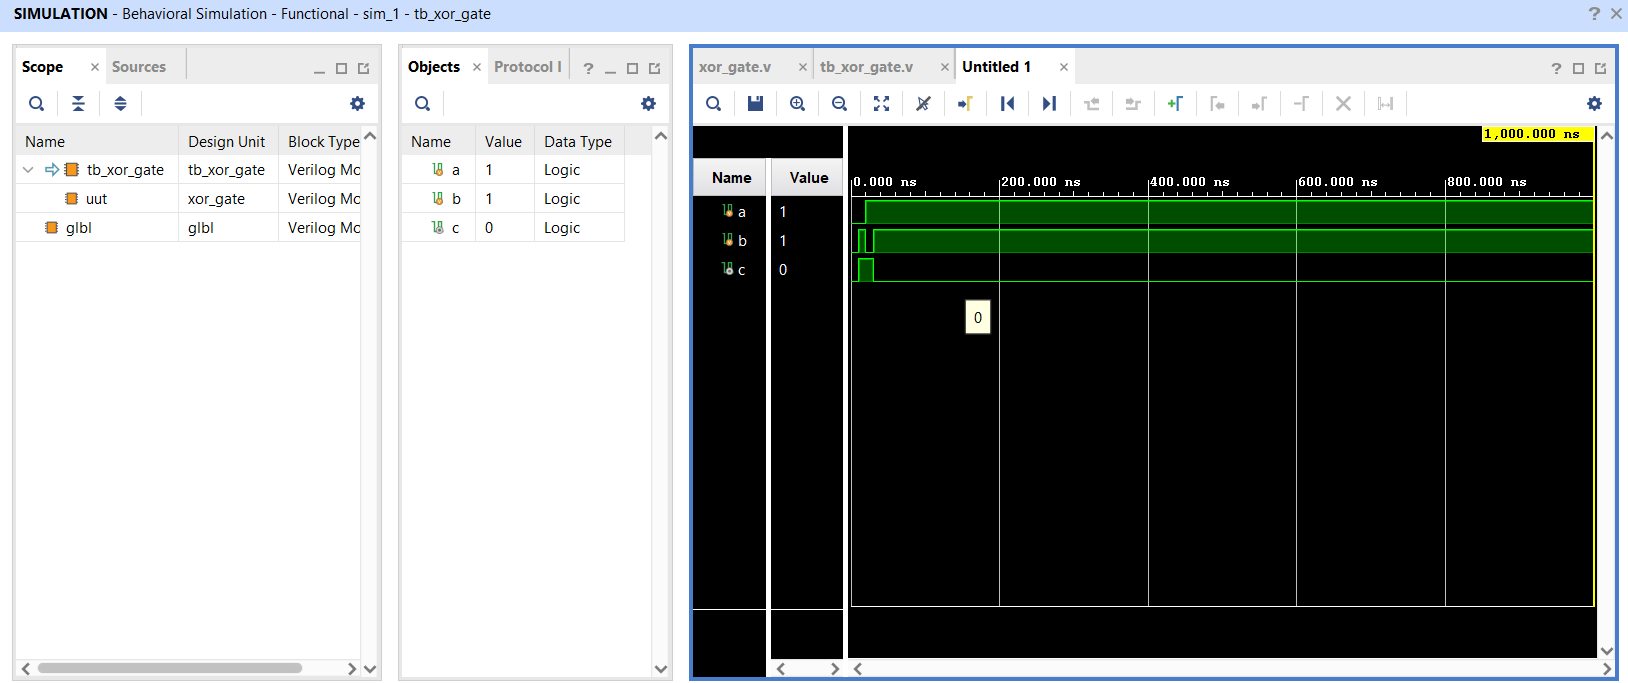 SIMULATION - Behavioral Simulation - Functional - sim_1 - tb_xor_gate
Scope
Sources
Name Design Unit Block Type
tb_xor_gate tb_xor_gate Verilog Mo
uut xor_gate Verilog Mo
glbl glbl Verilog Mo
Objects
Protocol I
Name Value Data Type
a 1 Logic
b 1 Logic
c 0 Logic
xor_gate.v
tb_xor_gate.v
Untitled 1
1,000.000 ns
Name Value
0.000 ns 200.000 ns 400.000 ns 600.000 ns 800.000 ns
a 1
b 1
c 0
0